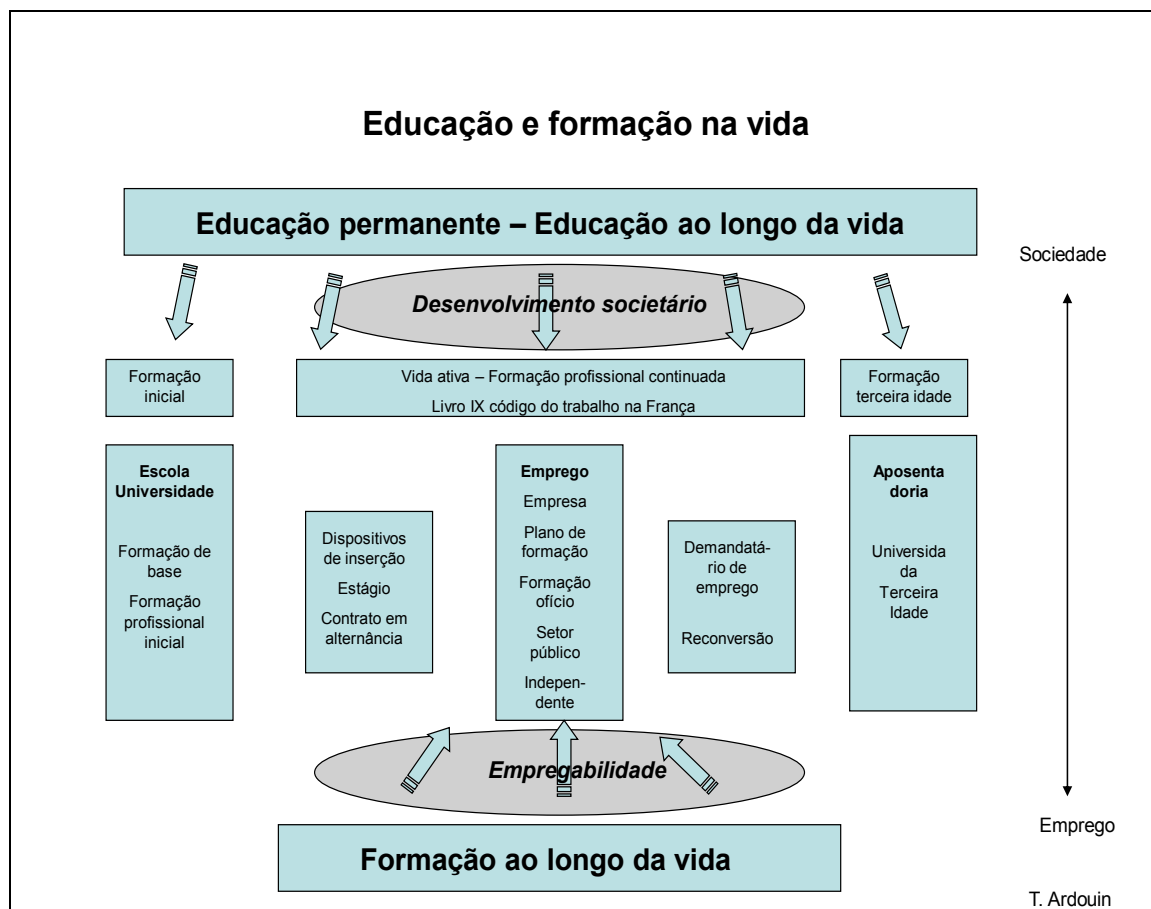 Educação e formação na vida
Educação permanente – Educação ao longo da vida
Sociedade
Desenvolvimento societário
Formação
inicial
Vida ativa – Formação profissional continuada
Livro IX código do trabalho na França
Formação
terceira idade
Escola
Universidade
Formação de
base
Formação
profissional
inicial
Dispositivos
de inserção
Estágio
Contrato em
alternância
Emprego
Empresa
Plano de
formação
Formação
ofício
Setor
público
Indepen-
dente
Demandatá-
rio de
emprego
Reconversão
Aposenta
doria
Universida
da
Terceira
Idade
Empregabilidade
Emprego
Formação ao longo da vida
T. Ardouin